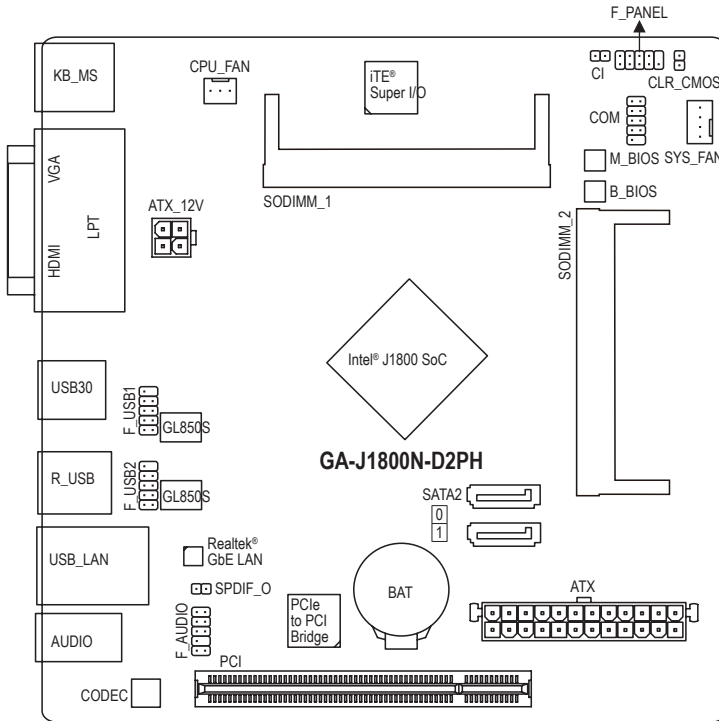 F_PANEL
KB_MS
CPU_FAN
iTE®
Super I/O
CI
CLR_CMOS
COM
M_BIOS
SYS_FAN
B_BIOS
VGA
LPT
HDMI
ATX_12V
SODIMM_1
SODIMM_2
Intel® J1800 SoC
USB30
F_USB1
GL850S
GA-J1800N-D2PH
R_USB
F_USB2
GL850S
SATA2
0
1
USB_LAN
Realtek®
GbE LAN
SPDIF_O
BAT
ATX
PCIe
to PCI
Bridge
AUDIO
F_AUDIO
PCI
CODEC